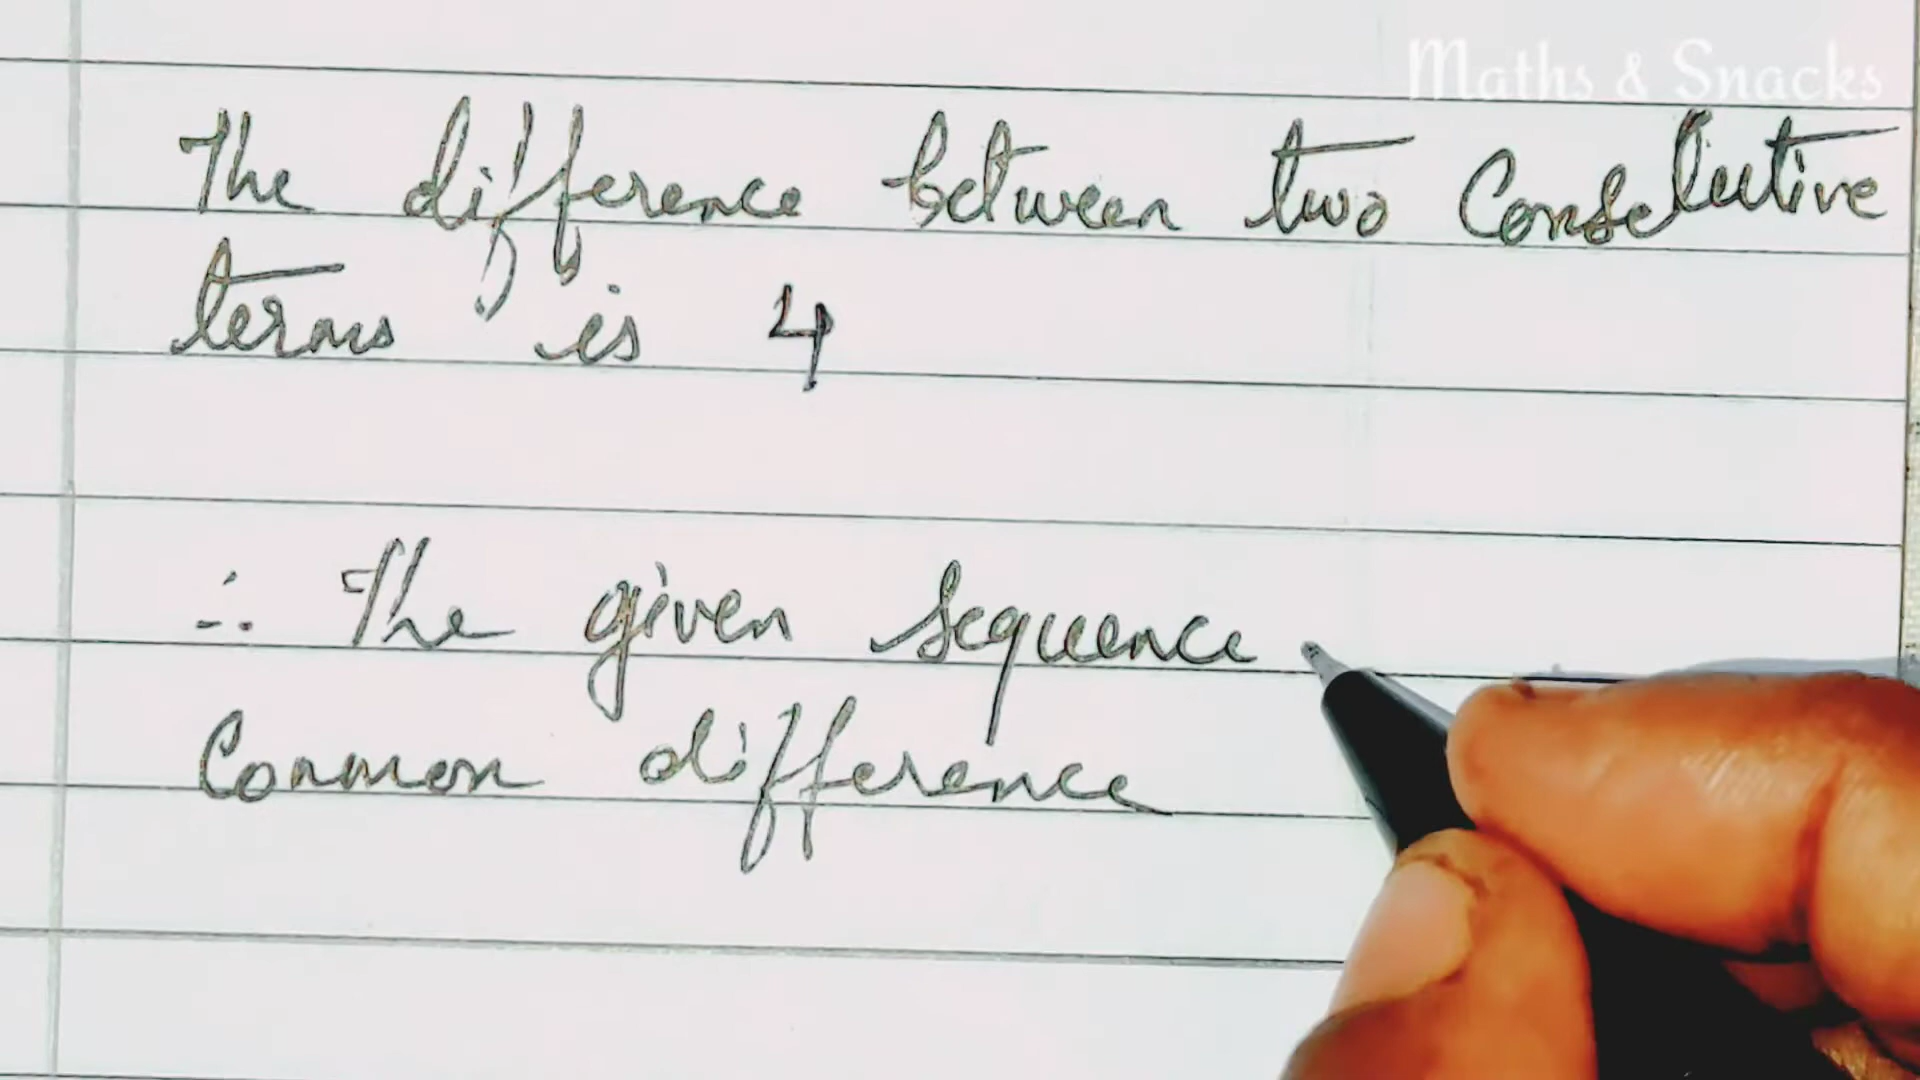 Maths & Snacks
The difference between two Consecutive
terms is 4
∴ The given sequence
Common difference